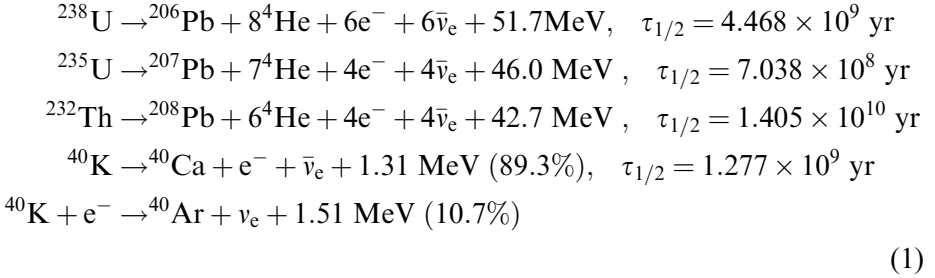 ²³⁸U →²⁰⁶Pb + 8⁴He + 6e⁻ + 6ν̄ₑ + 51.7MeV, τ₁/₂ = 4.468 × 10⁹ yr
²³⁵U →²⁰⁷Pb + 7⁴He + 4e⁻ + 4ν̄ₑ + 46.0 MeV , τ₁/₂ = 7.038 × 10⁸ yr
²³²Th →²⁰⁸Pb + 6⁴He + 4e⁻ + 4ν̄ₑ + 42.7 MeV , τ₁/₂ = 1.405 × 10¹⁰ yr
⁴⁰K →⁴⁰Ca + e⁻ + ν̄ₑ + 1.31 MeV (89.3%), τ₁/₂ = 1.277 × 10⁹ yr
⁴⁰K + e⁻ →⁴⁰Ar + νₑ + 1.51 MeV (10.7%)
(1)